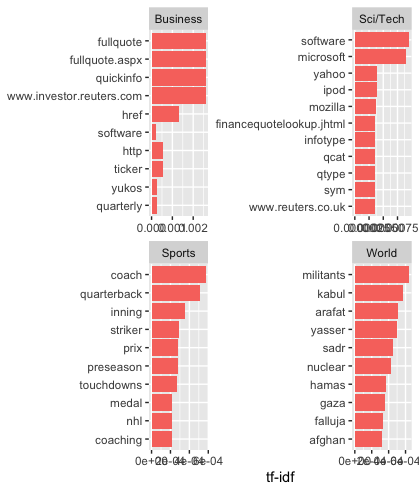 Business
fullquote
fullquote.aspx
quickinfo
www.investor.reuters.com
href
software
http
ticker
yukos
quarterly
0.000 0.001 0.002
Sci/Tech
software
microsoft
yahoo
ipod
mozilla
financequotelookup.jhtml
infotype
qcat
qtype
sym
www.reuters.co.uk
Sports
coach
quarterback
inning
striker
prix
preseason
touchdowns
medal
nhl
coaching
World
militants
kabul
arafat
yasser
sadr
nuclear
hamas
gaza
falluja
afghan
tf-idf